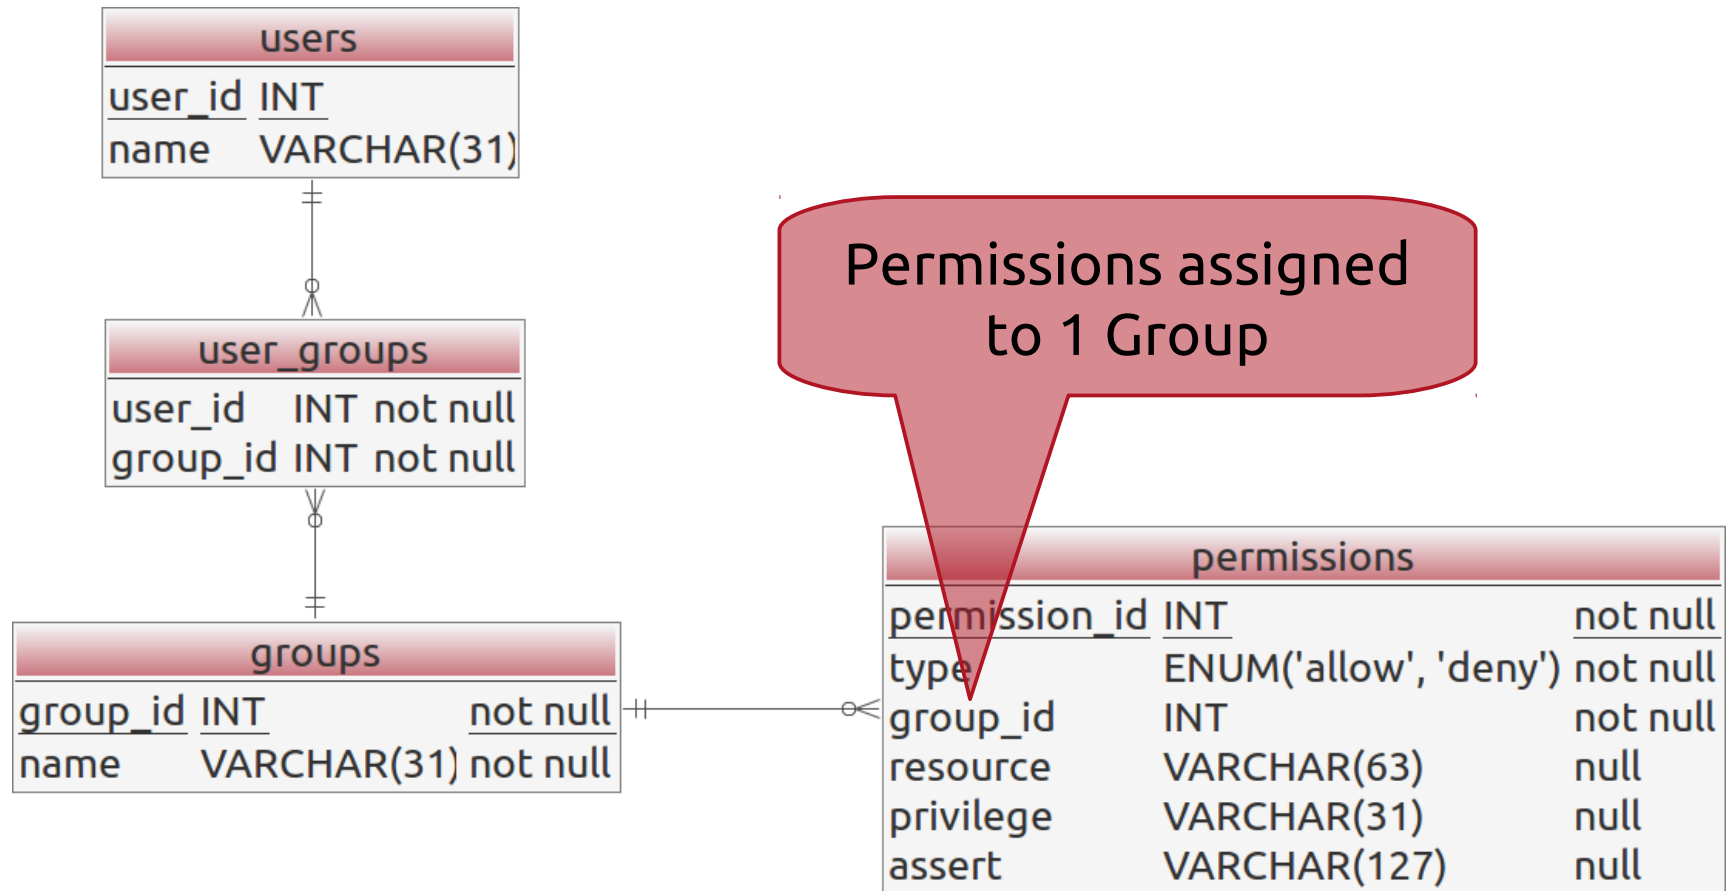 users
user_id INT
name VARCHAR(31)
Permissions assigned
to 1 Group
user_groups
user_id INT not null
group_id INT not null
groups
group_id INT not null
name VARCHAR(31) not null
permissions
permission_id INT not null
type ENUM('allow', 'deny') not null
group_id INT not null
resource VARCHAR(63) null
privilege VARCHAR(31) null
assert VARCHAR(127) null